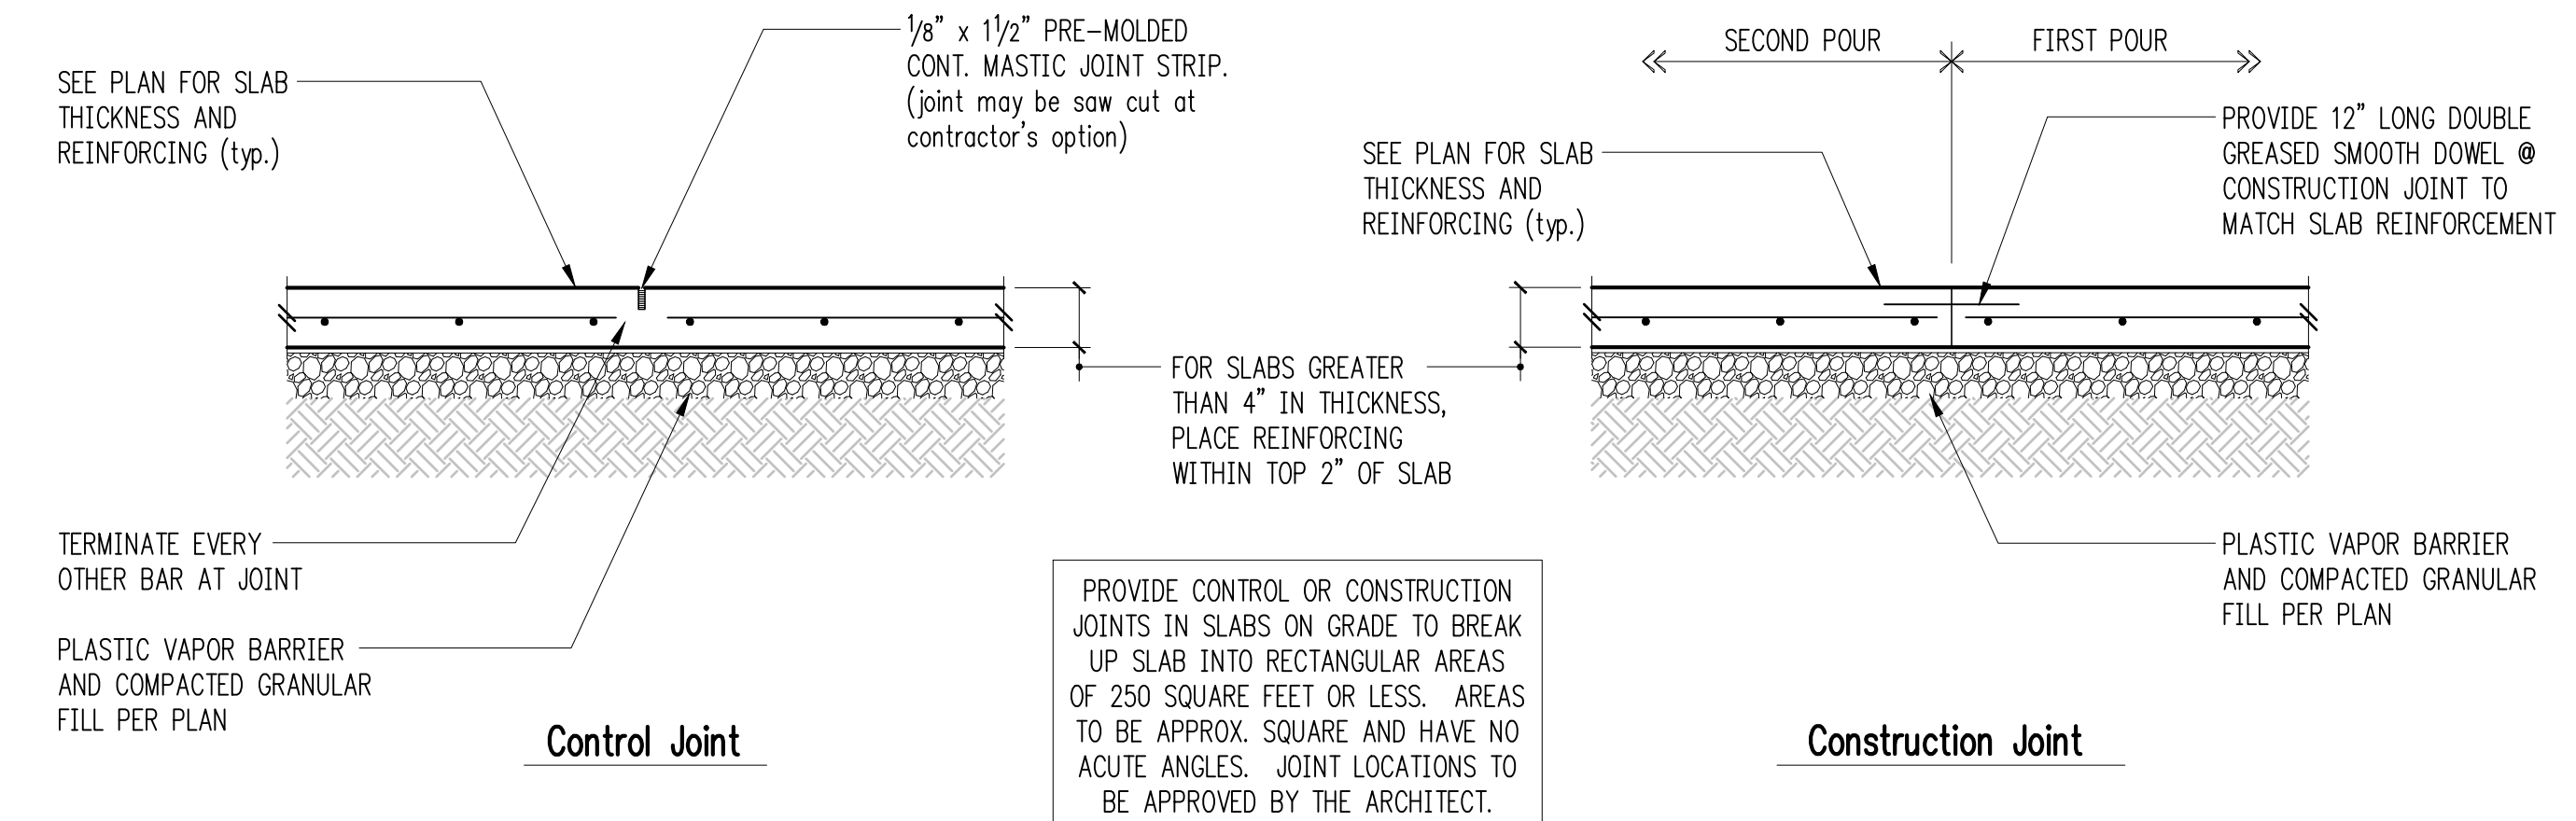 SEE PLAN FOR SLAB
THICKNESS AND
REINFORCING (typ.)
1/8" x 1 1/2" PRE-MOLDED
CONT. MASTIC JOINT STRIP.
(joint may be saw cut at
contractor's option)
TERMINATE EVERY
OTHER BAR AT JOINT
PLASTIC VAPOR BARRIER
AND COMPACTED GRANULAR
FILL PER PLAN
Control Joint
FOR SLABS GREATER
THAN 4" IN THICKNESS,
PLACE REINFORCING
WITHIN TOP 2" OF SLAB
PROVIDE CONTROL OR CONSTRUCTION
JOINTS IN SLABS ON GRADE TO BREAK
UP SLAB INTO RECTANGULAR AREAS
OF 250 SQUARE FEET OR LESS. AREAS
TO BE APPROX. SQUARE AND HAVE NO
ACUTE ANGLES. JOINT LOCATIONS TO
BE APPROVED BY THE ARCHITECT.
SECOND POUR
FIRST POUR
SEE PLAN FOR SLAB
THICKNESS AND
REINFORCING (typ.)
PROVIDE 12" LONG DOUBLE
GREASED SMOOTH DOWEL @
CONSTRUCTION JOINT TO
MATCH SLAB REINFORCEMENT
PLASTIC VAPOR BARRIER
AND COMPACTED GRANULAR
FILL PER PLAN
Construction Joint